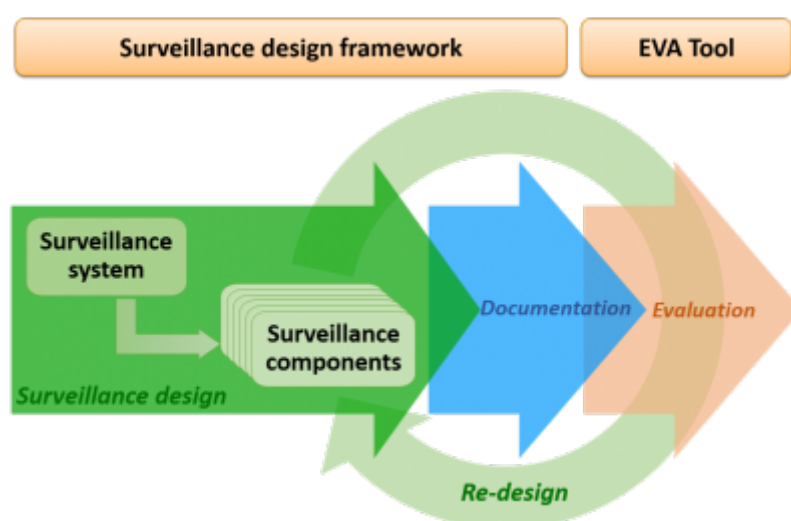 Surveillance design framework
EVA Tool
Surveillance
system
Surveillance
components
Documentation
Evaluation
Surveillance design
Re-design